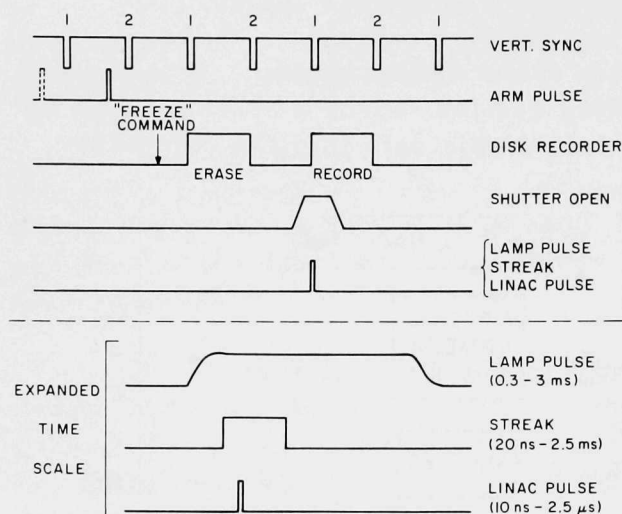 1 2 1 2 1 2 1
VERT. SYNC
ARM PULSE
"FREEZE"
COMMAND
DISK RECORDER
ERASE RECORD
SHUTTER OPEN
LAMP PULSE
STREAK
LINAC PULSE
LAMP PULSE
(0.3 – 3 ms)
EXPANDED
TIME
SCALE
STREAK
(20 ns – 2.5 ms)
LINAC PULSE
(10 ns – 2.5 μs)